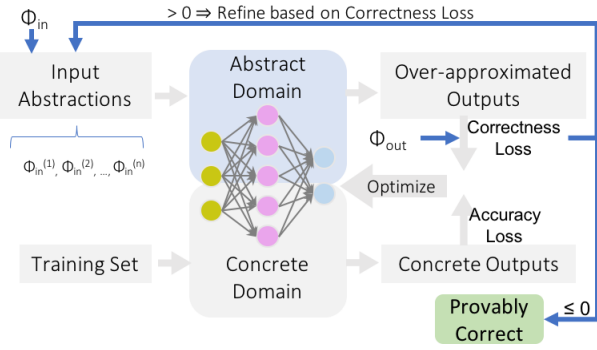 Φin
> 0 ⇒ Refine based on Correctness Loss
Input
Abstractions
Abstract
Domain
Over-approximated
Outputs
Φout
Correctness
Loss
Φin(1), Φin(2), ..., Φin(n)
Optimize
Accuracy
Loss
Training Set
Concrete
Domain
Concrete Outputs
Provably
Correct
≤ 0